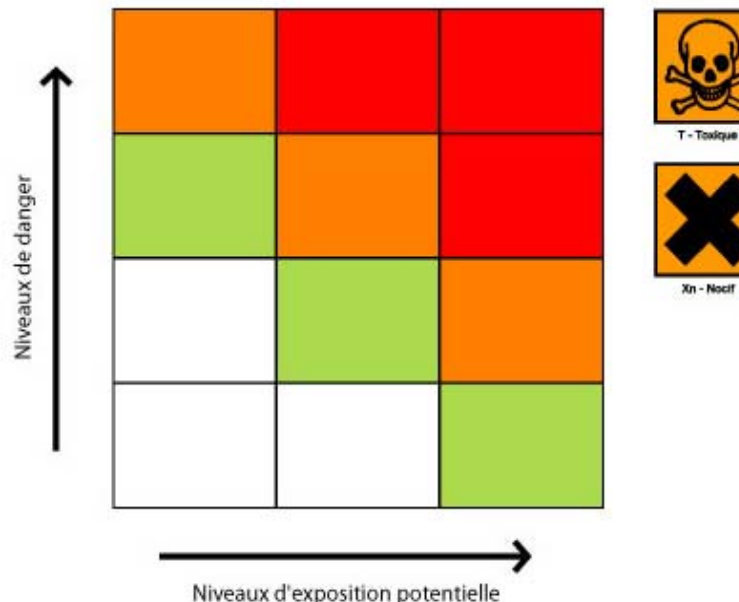 Niveaux de danger
T - Toxique
Xn - Nocif
Niveaux d'exposition potentielle